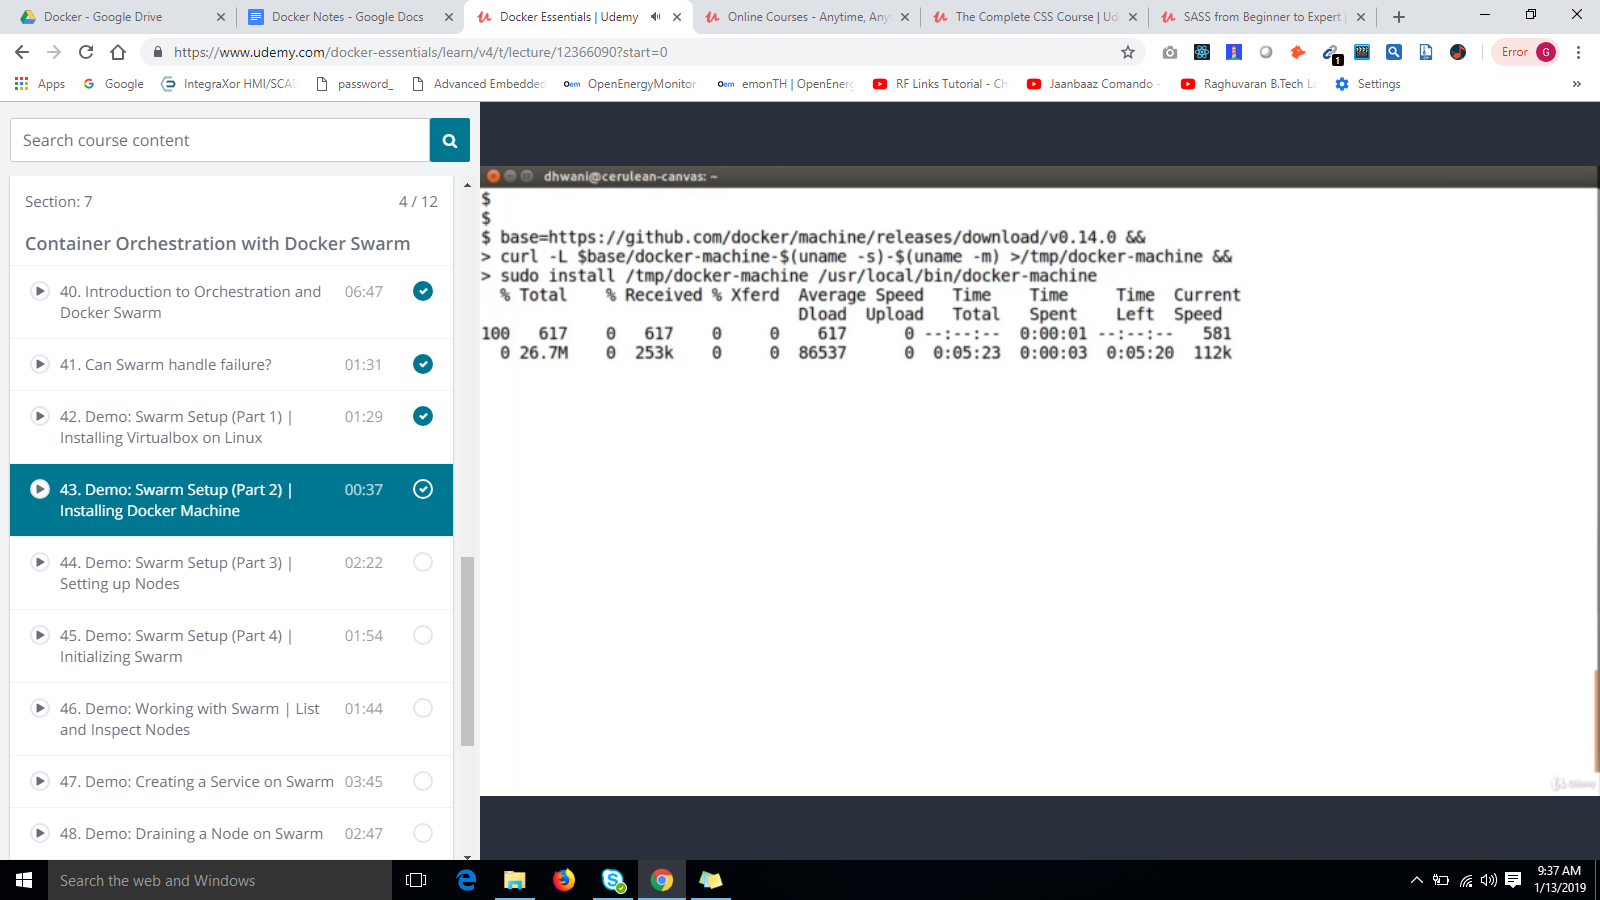 Docker - Google Drive
Docker Notes - Google Docs
Docker Essentials | Udemy
Online Courses - Anytime, Any
The Complete CSS Course | Ud
SASS from Beginner to Expert |
https://www.udemy.com/docker-essentials/learn/v4/t/lecture/12366090?start=0
1
Error
G
Apps
G Google
IntegraXor HMI/SCAD
password_
Advanced Embedded
Oem OpenEnergyMonitor
Oem emonTH | OpenEnerg
RF Links Tutorial - Ch
Jaanbaaz Comando -
Raghuvaran B.Tech La
Settings
»
Search course content
Section: 7
4 / 12
Container Orchestration with Docker Swarm
40. Introduction to Orchestration and
Docker Swarm
06:47
41. Can Swarm handle failure?
01:31
42. Demo: Swarm Setup (Part 1) |
Installing Virtualbox on Linux
01:29
43. Demo: Swarm Setup (Part 2) |
Installing Docker Machine
00:37
44. Demo: Swarm Setup (Part 3) |
Setting up Nodes
02:22
45. Demo: Swarm Setup (Part 4) |
Initializing Swarm
01:54
46. Demo: Working with Swarm | List
and Inspect Nodes
01:44
47. Demo: Creating a Service on Swarm
03:45
48. Demo: Draining a Node on Swarm
02:47
dhwani@cerulean-canvas: ~
$
$
$ base=https://github.com/docker/machine/releases/download/v0.14.0 &&
> curl -L $base/docker-machine-$(uname -s)-$(uname -m) >/tmp/docker-machine &&
> sudo install /tmp/docker-machine /usr/local/bin/docker-machine
% Total % Received % Xferd Average Speed Time Time Time Current
Dload Upload Total Spent Left Speed
100 617 0 617 0 0 617 0 --:--:-- 0:00:01 --:--:-- 581
0 26.7M 0 253k 0 0 86537 0 0:05:23 0:00:03 0:05:20 112k
Udemy
Search the web and Windows
9:37 AM
1/13/2019